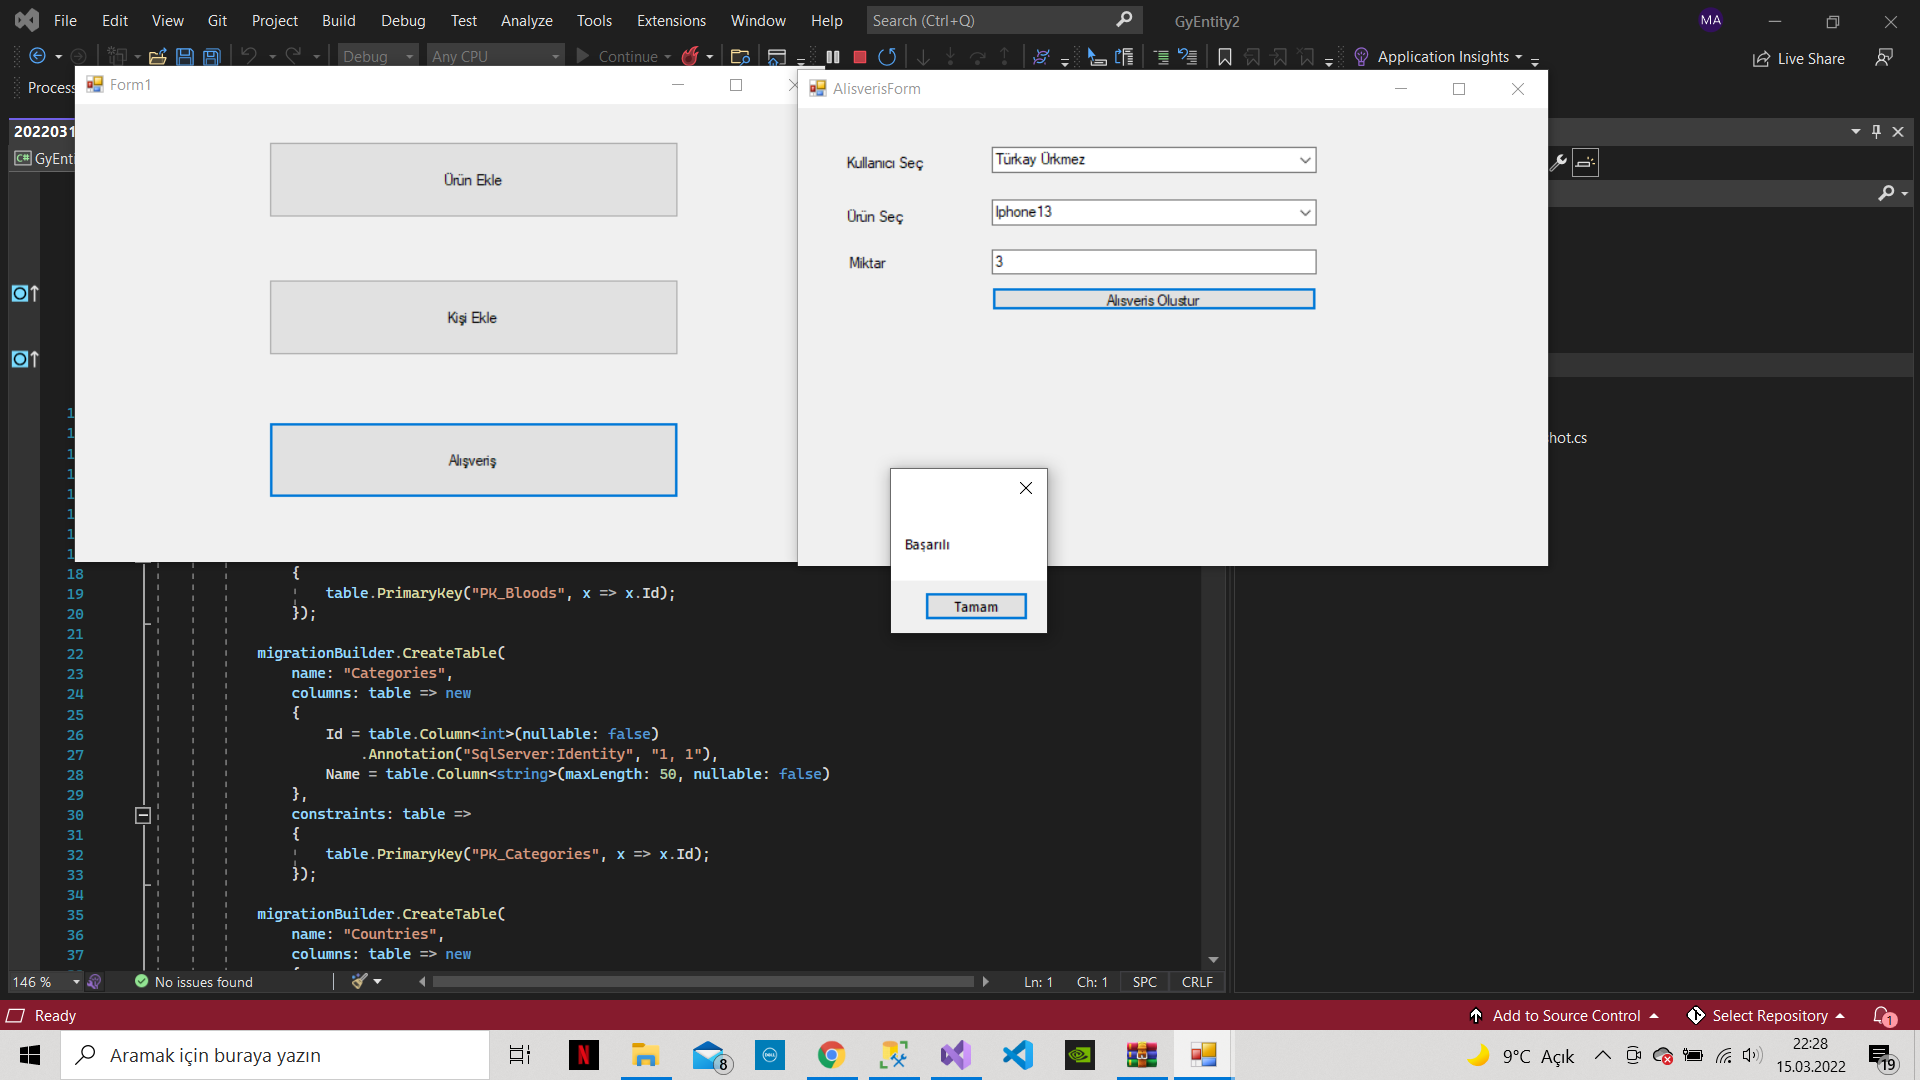 File Edit View Git Project Build Debug Test Analyze Tools Extensions Window Help Search (Ctrl+Q) GyEntity2 MA
Debug Any CPU Continue Application Insights Live Share
Process
Form1
Ürün Ekle
Kişi Ekle
Alışveriş
AlisverisForm
Kullanıcı Seç Türkay Ürkmez
Ürün Seç Iphone13
Miktar 3
Alısveris Olustur
Başarılı
Tamam
2022031
C# GyEnti
hot.cs
18 {
19 table.PrimaryKey("PK_Bloods", x => x.Id);
20 });
21
22 migrationBuilder.CreateTable(
23 name: "Categories",
24 columns: table => new
25 {
26 Id = table.Column<int>(nullable: false)
27 .Annotation("SqlServer:Identity", "1, 1"),
28 Name = table.Column<string>(maxLength: 50, nullable: false)
29 },
30 constraints: table =>
31 {
32 table.PrimaryKey("PK_Categories", x => x.Id);
33 });
34
35 migrationBuilder.CreateTable(
36 name: "Countries",
37 columns: table => new
{
146 % No issues found Ln: 1 Ch: 1 SPC CRLF
Ready Add to Source Control Select Repository 1
Aramak için buraya yazın 8 9°C Açık 22:28
15.03.2022 19